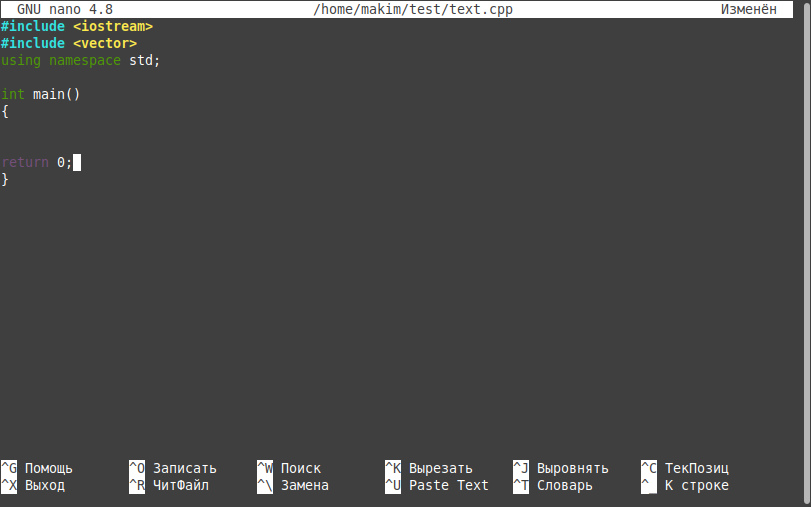 GNU nano 4.8 /home/makim/test/text.cpp Изменён
#include <iostream>
#include <vector>
using namespace std;
int main()
{
return 0;
}
^G Помощь ^O Записать ^W Поиск ^K Вырезать ^J Выровнять ^C ТекПозиц
^X Выход ^R ЧитФайл ^\ Замена ^U Paste Text ^T Словарь ^_ К строке